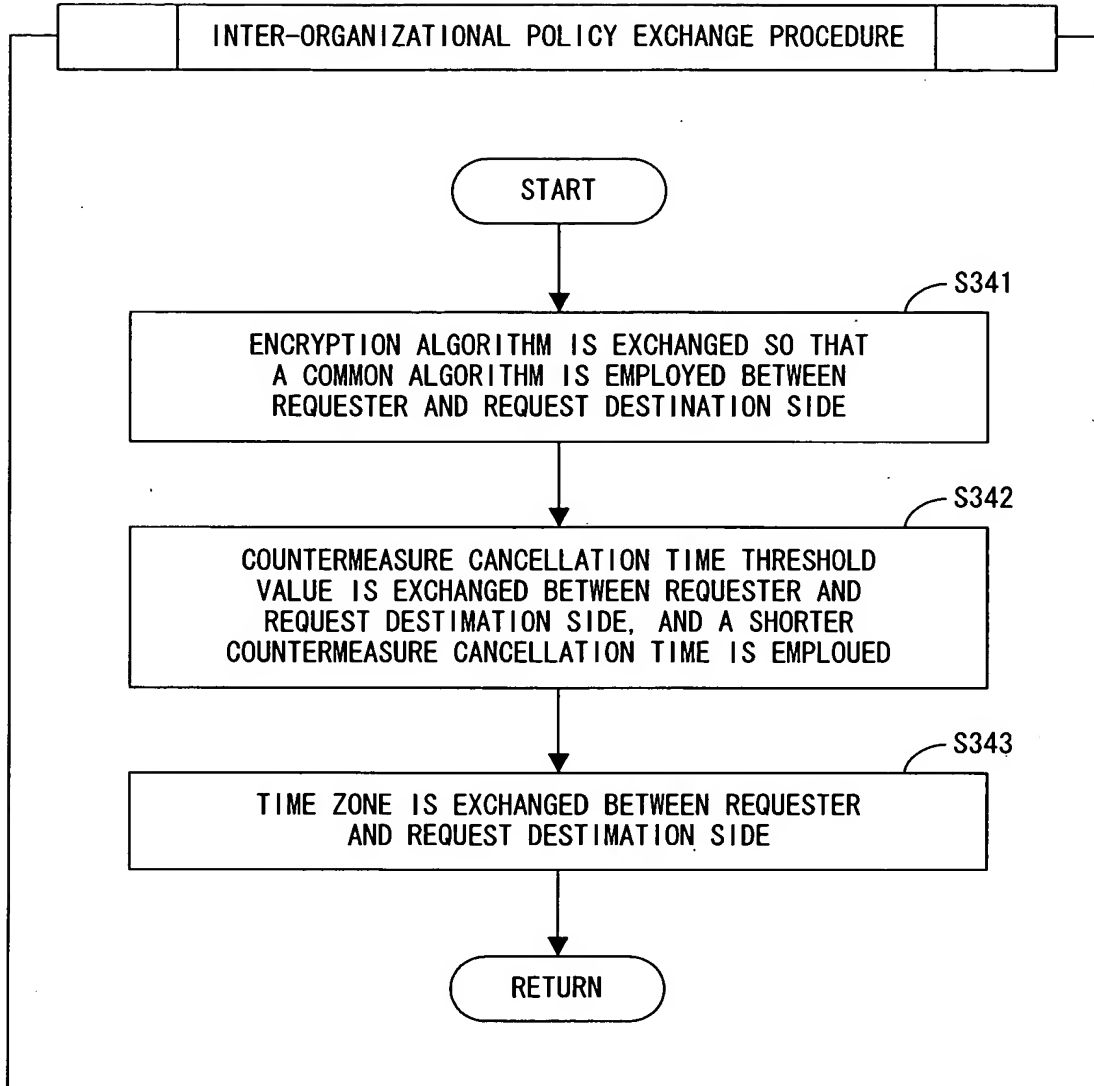 INTER-ORGANIZATIONAL POLICY EXCHANGE PROCEDURE
START
S341
ENCRYPTION ALGORITHM IS EXCHANGED SO THAT
A COMMON ALGORITHM IS EMPLOYED BETWEEN
REQUESTER AND REQUEST DESTINATION SIDE
S342
COUNTERMEASURE CANCELLATION TIME THRESHOLD
VALUE IS EXCHANGED BETWEEN REQUESTER AND
REQUEST DESTIMATION SIDE, AND A SHORTER
COUNTERMEASURE CANCELLATION TIME IS EMPLOUED
S343
TIME ZONE IS EXCHANGED BETWEEN REQUESTER
AND REQUEST DESTIMATION SIDE
RETURN